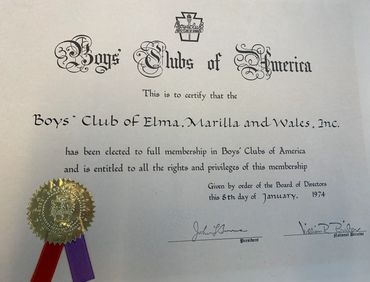 Boys' Clubs of America
This is to certify that the
Boys' Club of Elma, Marilla and Wales, Inc.
has been elected to full membership in Boys' Clubs of America
and is entitled to all the rights and privileges of this membership
Given by order of the Board of Directors
this 8th day of January, 1974
President
National Director